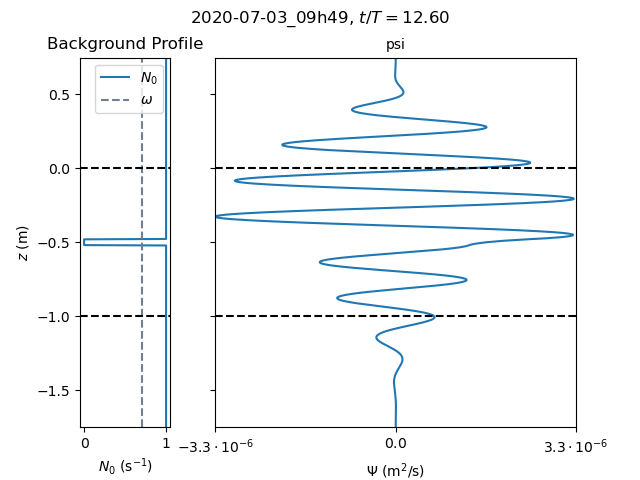 2020-07-03_09h49, t/T = 12.60
Background Profile
psi
N₀
ω
0.5
0.0
−0.5
−1.0
−1.5
z (m)
0
1
N₀ (s⁻¹)
−3.3 · 10⁻⁶
0.0
3.3 · 10⁻⁶
Ψ (m²/s)